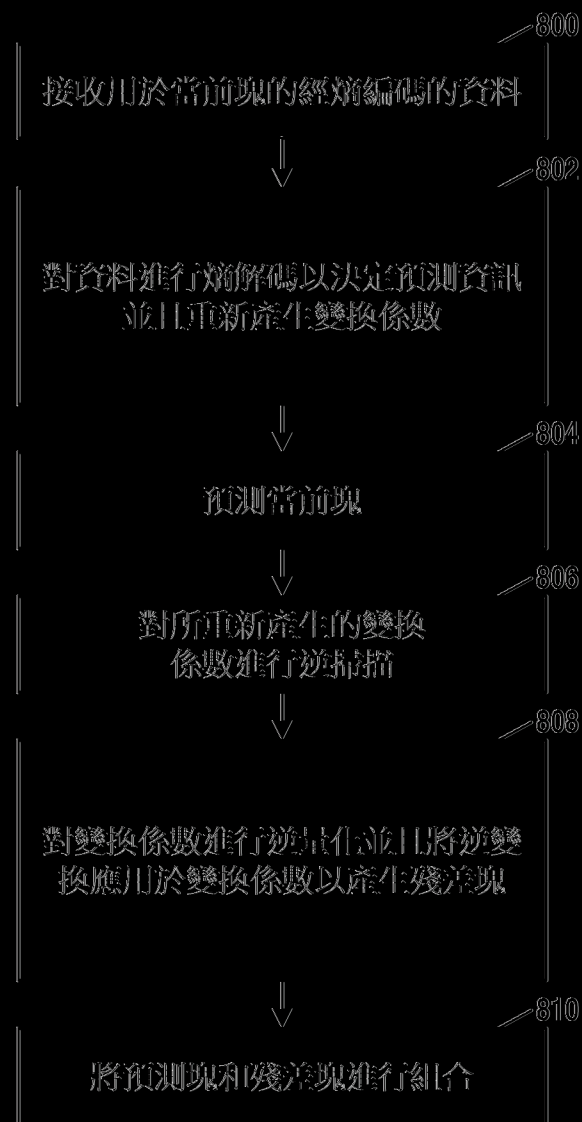 800
接收用於當前塊的經熵編碼的資料
802
對資料進行熵解碼以決定預測資訊
並且重新產生變換係數
804
預測當前塊
806
對所重新產生的變換
係數進行逆掃描
808
對變換係數進行逆量化並且將逆變
換應用於變換係數以產生殘差塊
810
將預測塊和殘差塊進行組合